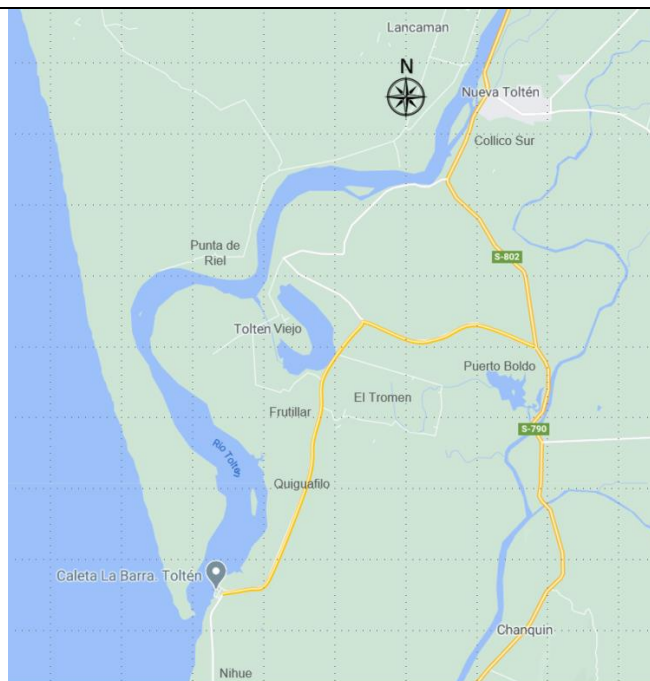 Lancaman
N
Nueva Toltén
Collico Sur
Punta de
Riel
S-802
Tolten Viejo
Puerto Boldo
El Tromen
Frutillar
S-790
Río Toltén
Quiguafilo
Caleta La Barra. Toltén
Chanquin
Nihue